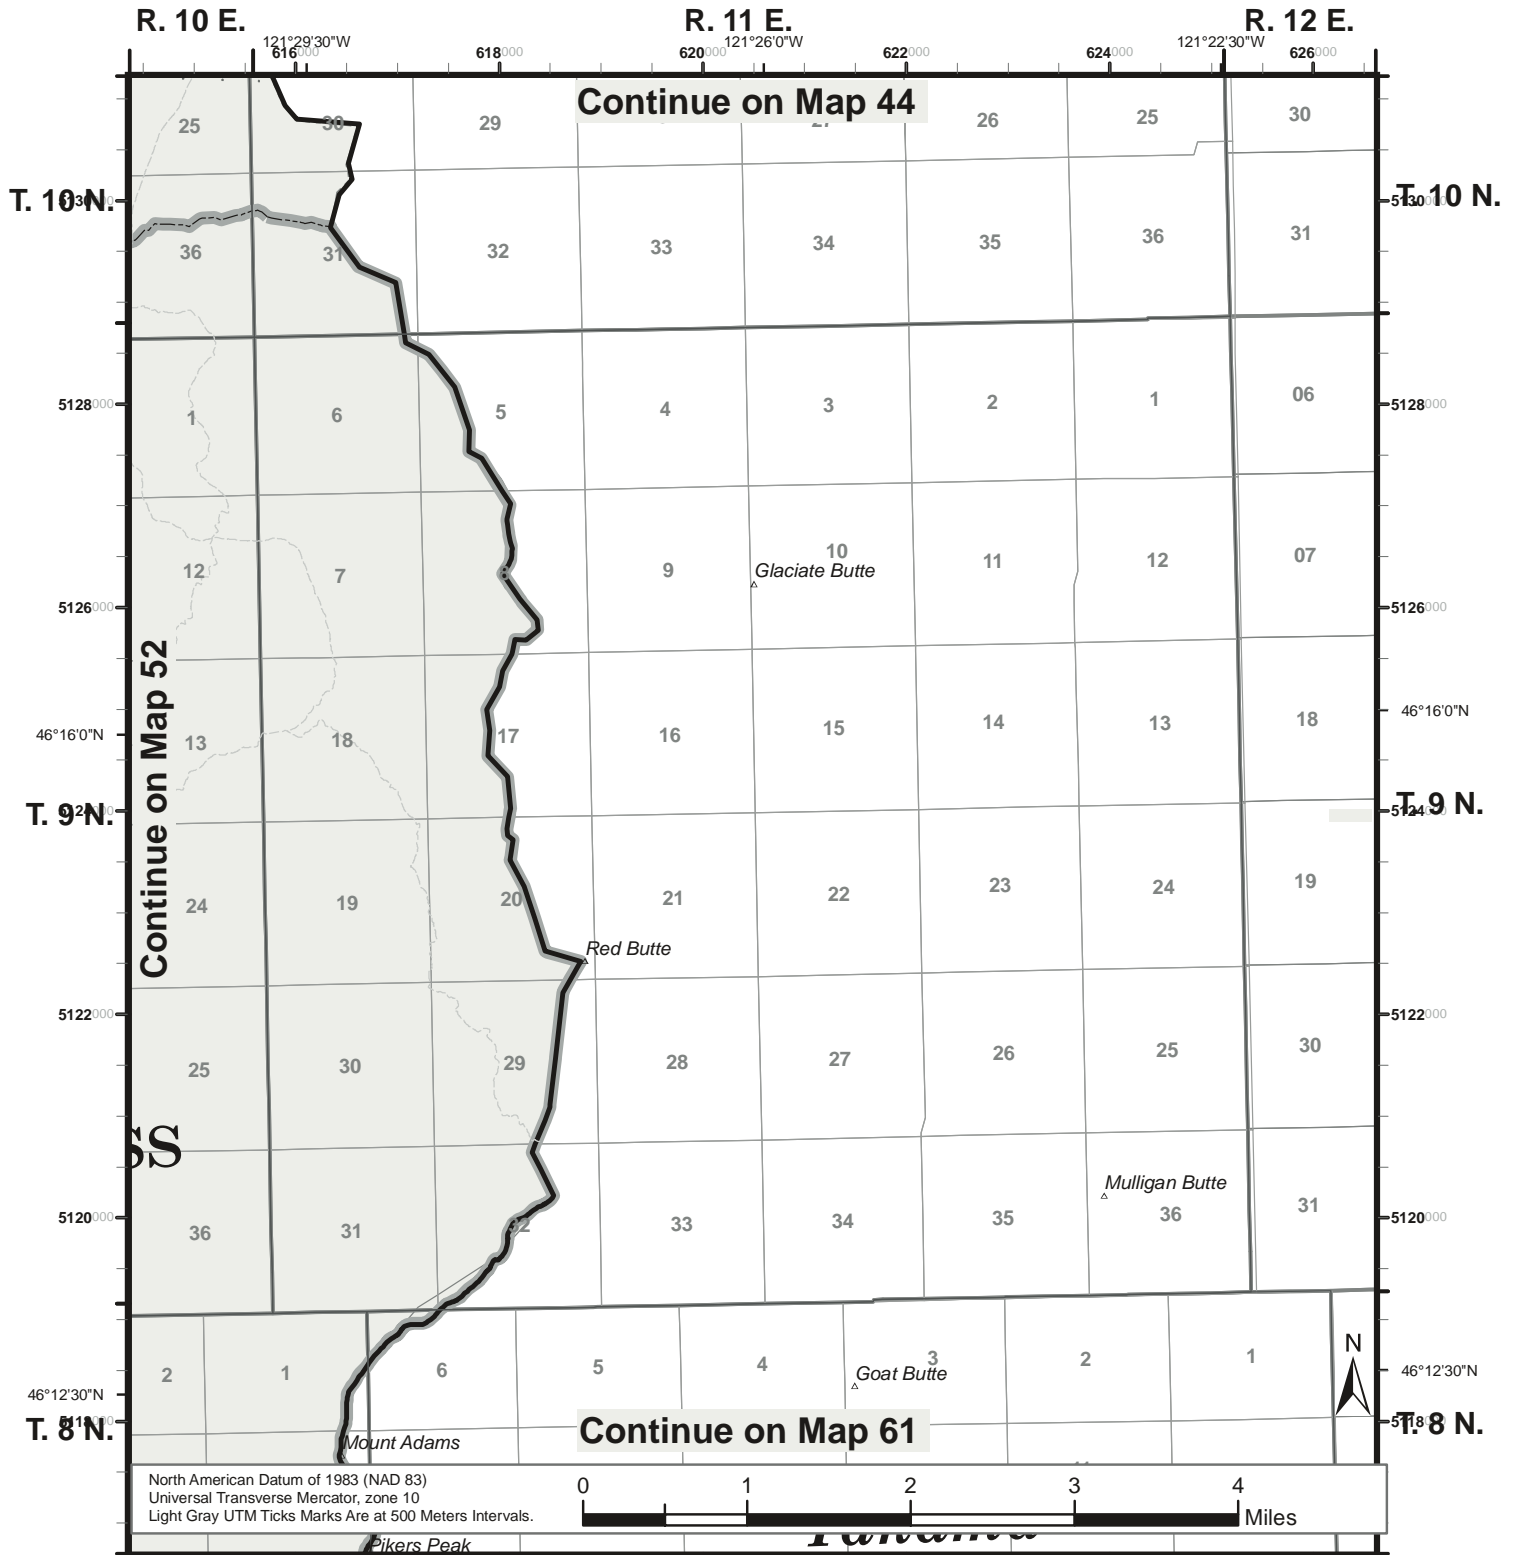 R. 10 E. R. 11 E. R. 12 E.
121°29'30"W 121°26'0"W 121°22'30"W
616000 618000 620000 622000 624000 626000
Continue on Map 44
25 30 29 27 26 25 30
T. 10 N. 5130000 5130000 T. 10 N.
36 31 32 33 34 35 36 31
5128000 1 6 5 4 3 2 1 06 5128000
12 7 9 10 11 12 07
Glaciate Butte
5126000 5126000
Continue on Map 52
46°16'0"N 13 18 17 16 15 14 13 18 46°16'0"N
T. 9 N. 5124000 5124000 T. 9 N.
24 19 20 21 22 23 24 19
Red Butte
5122000 5122000
25 30 29 28 27 26 25 30
SS
Mulligan Butte
5120000 5120000
36 31 32 33 34 35 36 31
2 1 6 5 4 3 2 1
N
Goat Butte
46°12'30"N 46°12'30"N
T. 8 N. 5118000 5118000 T. 8 N.
Continue on Map 61
Mount Adams
North American Datum of 1983 (NAD 83)
Universal Transverse Mercator, zone 10
Light Gray UTM Ticks Marks Are at 500 Meters Intervals.
0 1 2 3 4
Miles
Pikers Peak